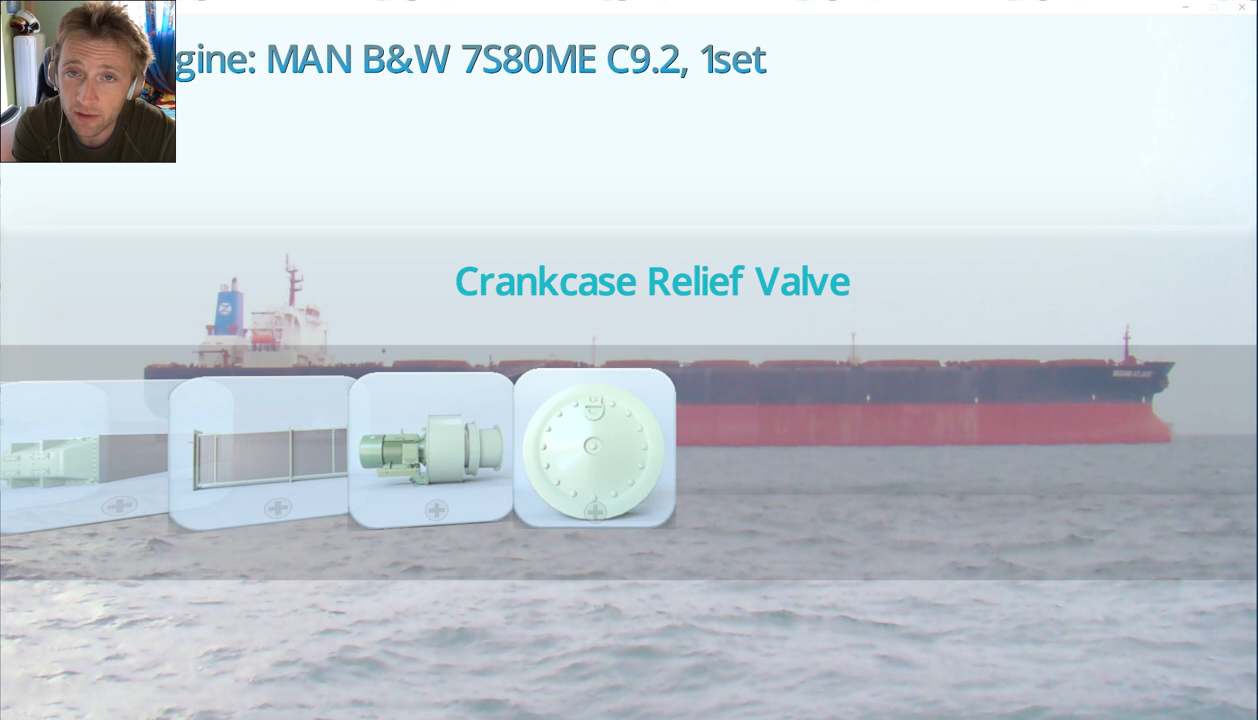 gine: MAN B&W 7S80ME C9.2, 1set
Crankcase Relief Valve